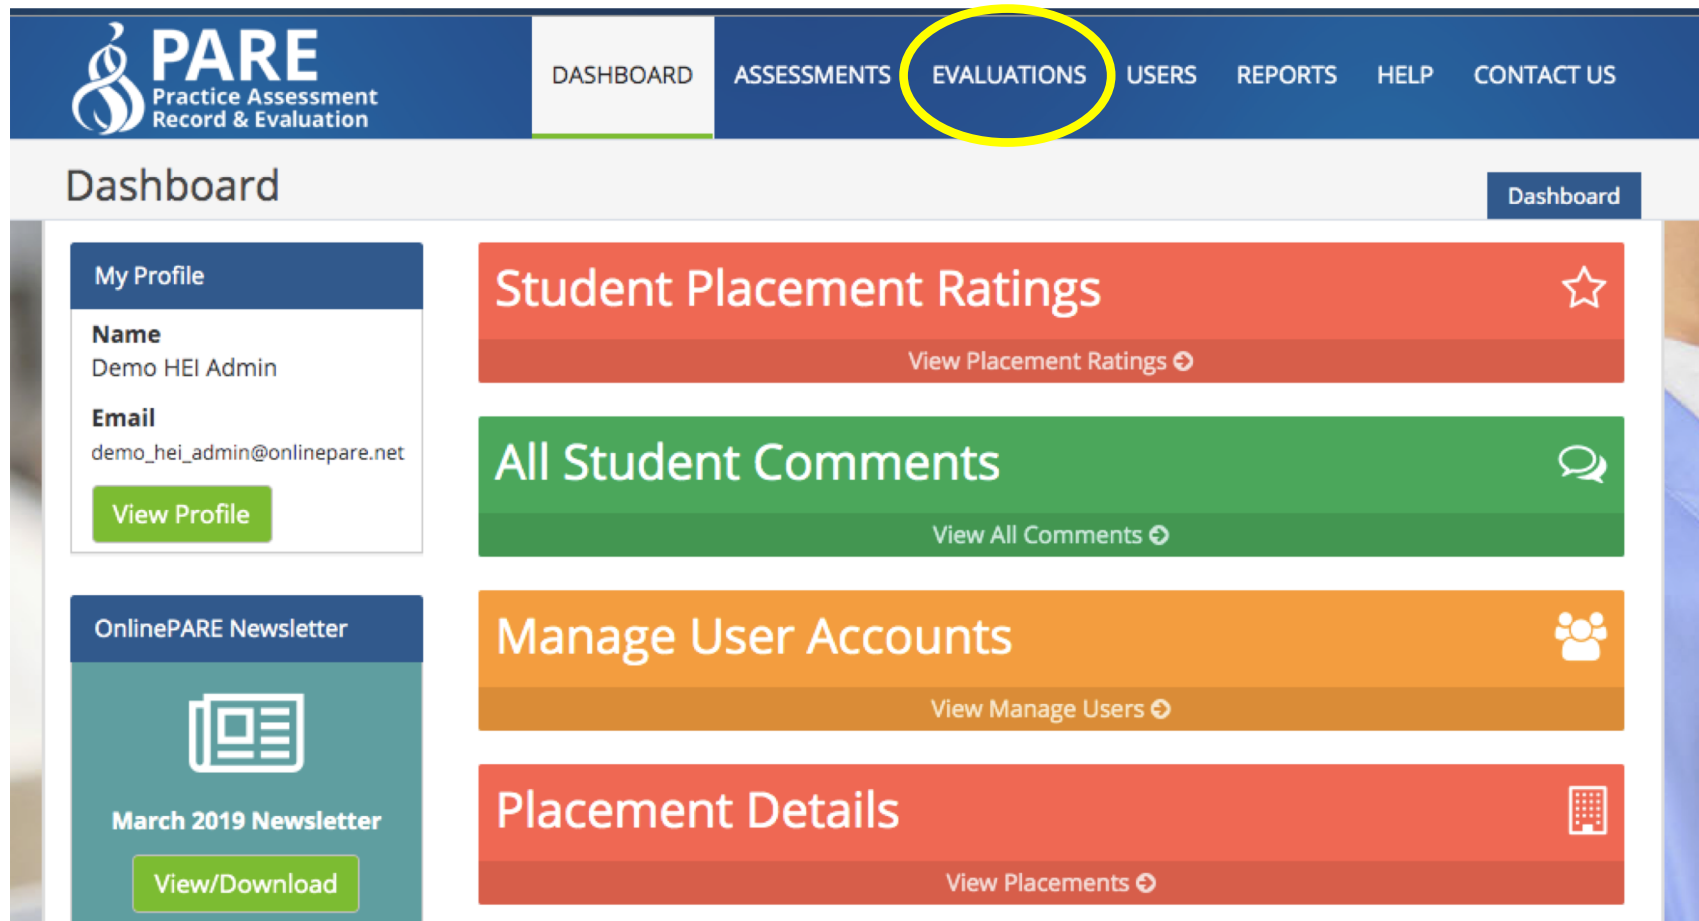 PARE
Practice Assessment
Record & Evaluation
DASHBOARD ASSESSMENTS EVALUATIONS USERS REPORTS HELP CONTACT US
Dashboard
Dashboard
My Profile
Name
Demo HEI Admin
Email
demo_hei_admin@onlinepare.net
View Profile
OnlinePARE Newsletter
March 2019 Newsletter
View/Download
Student Placement Ratings
View Placement Ratings
All Student Comments
View All Comments
Manage User Accounts
View Manage Users
Placement Details
View Placements